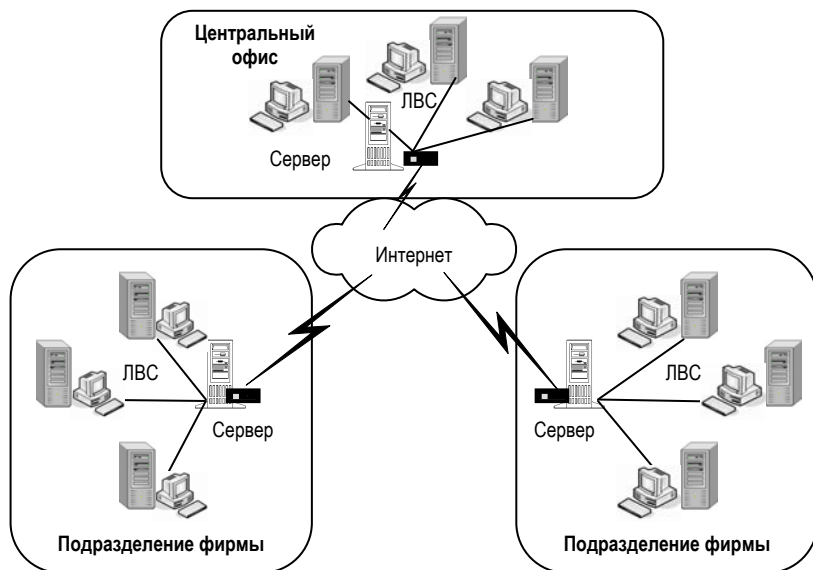 Центральный
офис
ЛВС
Сервер
Интернет
ЛВС
Сервер
Подразделение фирмы
ЛВС
Сервер
Подразделение фирмы